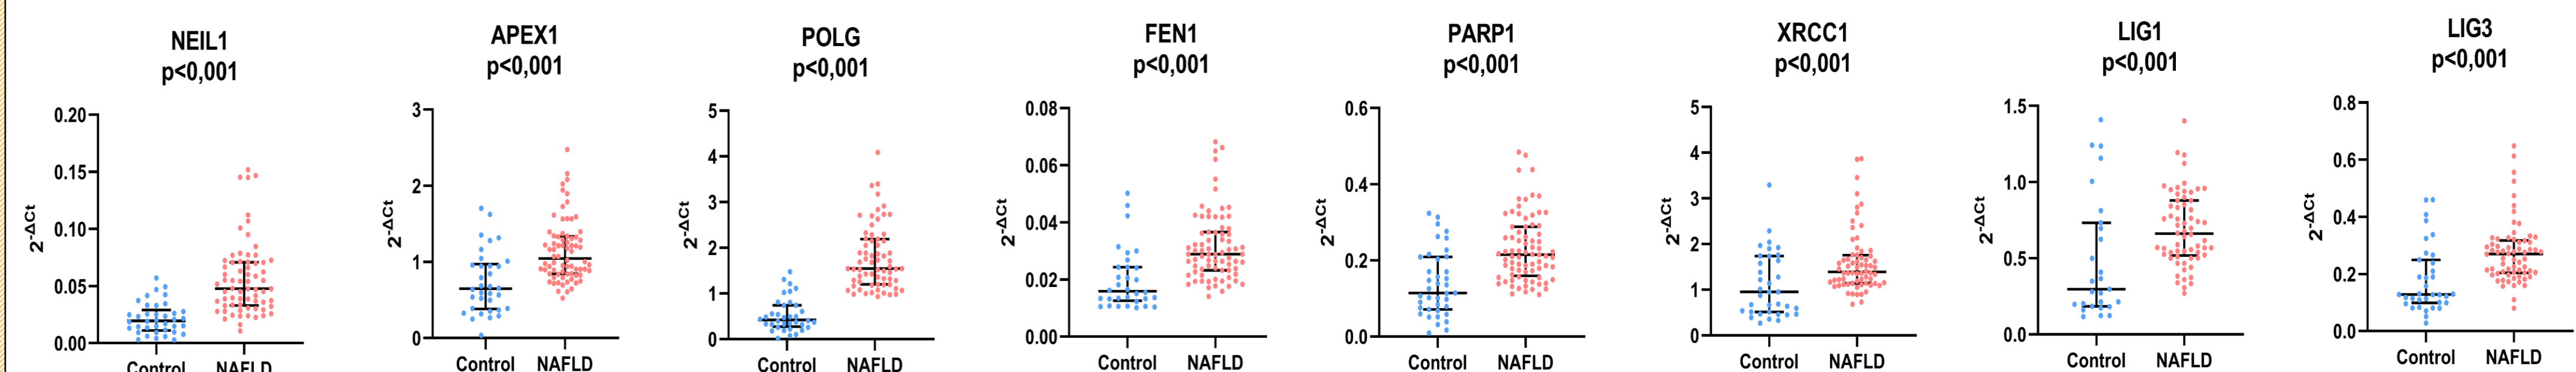 NEIL1
p<0,001
2-ΔCt
0.20
0.15
0.10
0.05
0.00
Control
NAFLD
APEX1
p<0,001
2-ΔCt
3
2
1
0
Control
NAFLD
POLG
p<0,001
2-ΔCt
5
4
3
2
1
0
Control
NAFLD
FEN1
p<0,001
2-ΔCt
0.08
0.06
0.04
0.02
0.00
Control
NAFLD
PARP1
p<0,001
2-ΔCt
0.6
0.4
0.2
0.0
Control
NAFLD
XRCC1
p<0,001
2-ΔCt
5
4
3
2
1
0
Control
NAFLD
LIG1
p<0,001
2-ΔCt
1.5
1.0
0.5
0.0
Control
NAFLD
LIG3
p<0,001
2-ΔCt
0.8
0.6
0.4
0.2
0.0
Control
NAFLD